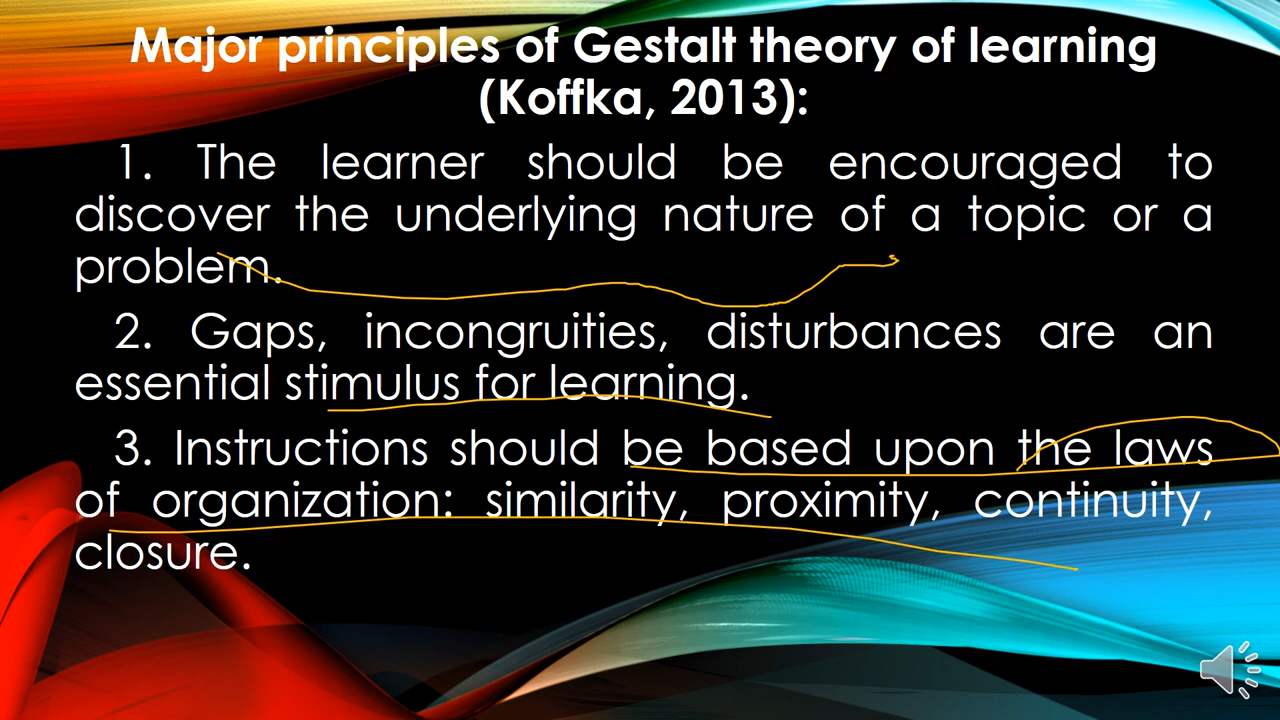 Major principles of Gestalt theory of learning
(Koffka, 2013):
1. The learner should be encouraged to
discover the underlying nature of a topic or a
problem.
2. Gaps, incongruities, disturbances are an
essential stimulus for learning.
3. Instructions should be based upon the laws
of organization: similarity, proximity, continuity,
closure.